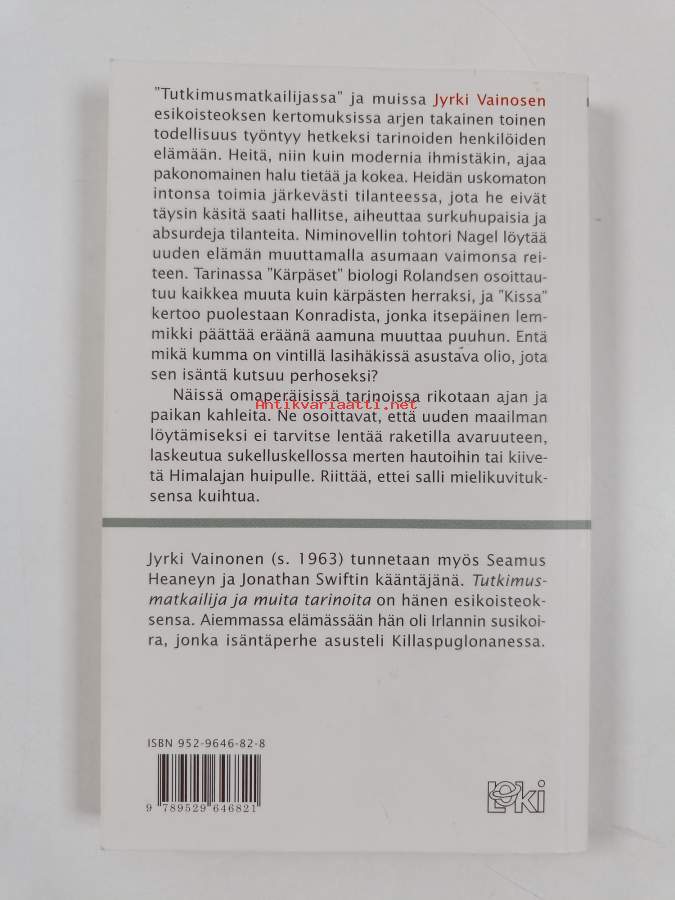 "Tutkimusmatkailijassa" ja muissa Jyrki Vainosen
esikoisteoksen kertomuksissa arjen takainen toinen
todellisuus työntyy hetkeksi tarinoiden henkilöiden
elämään. Heitä, niin kuin modernia ihmistäkin, ajaa
pakonomainen halu tietää ja kokea. Heidän uskomaton
intonsa toimia järkevästi tilanteessa, jota he eivät
täysin käsitä saati hallitse, aiheuttaa surkuhupaisia ja
absurdeja tilanteita. Niminovellin tohtori Nagel löytää
uuden elämän muuttamalla asumaan vaimonsa rei-
teen. Tarinassa "Kärpäset" biologi Rolandsen osoittau-
tuu kaikkea muuta kuin kärpästen herraksi, ja "Kissa"
kertoo puolestaan Konradista, jonka itsepäinen lem-
mikki päättää eräänä aamuna muuttaa puuhun. Entä
mikä kumma on vintillä lasihäkissä asustava olio, jota
sen isäntä kutsuu perhoseksi?
Näissä omaperäisissä tarinoissa rikotaan ajan ja
Antikvariaatti.net
paikan kahleita. Ne osoittavat, että uuden maailman
löytämiseksi ei tarvitse lentää raketilla avaruuteen,
laskeutua sukelluskellossa merten hautoihin tai kiive-
tä Himalajan huipulle. Riittää, ettei salli mielikuvituk-
sensa kuihtua.
Jyrki Vainonen (s. 1963) tunnetaan myös Seamus
Heaneyn ja Jonathan Swiftin kääntäjänä. Tutkimus-
matkailija ja muita tarinoita on hänen esikoisteok-
sensa. Aiemmassa elämässään hän oli Irlannin susikoi-
ra, jonka isäntäperhe asusteli Killaspuglonanessa.
ISBN 952-9646-82-8
9 789529 646821
Loki